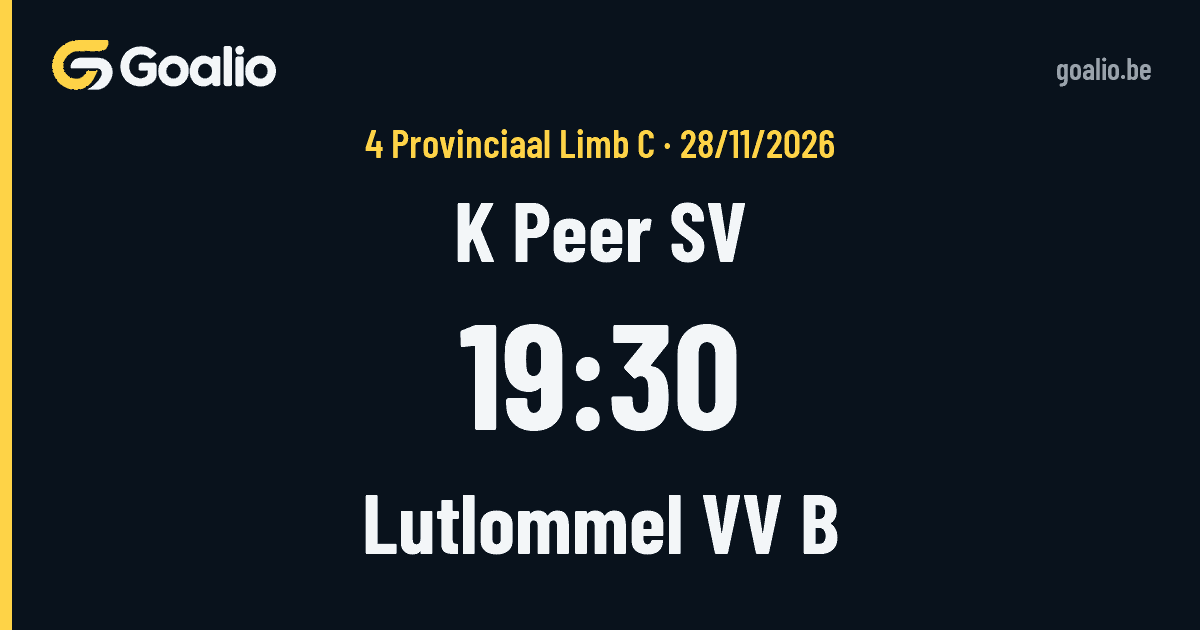 Goalio
goalio.be
4 Provinciaal Limb C · 28/11/2026
K Peer SV
19:30
Lutlommel VV B